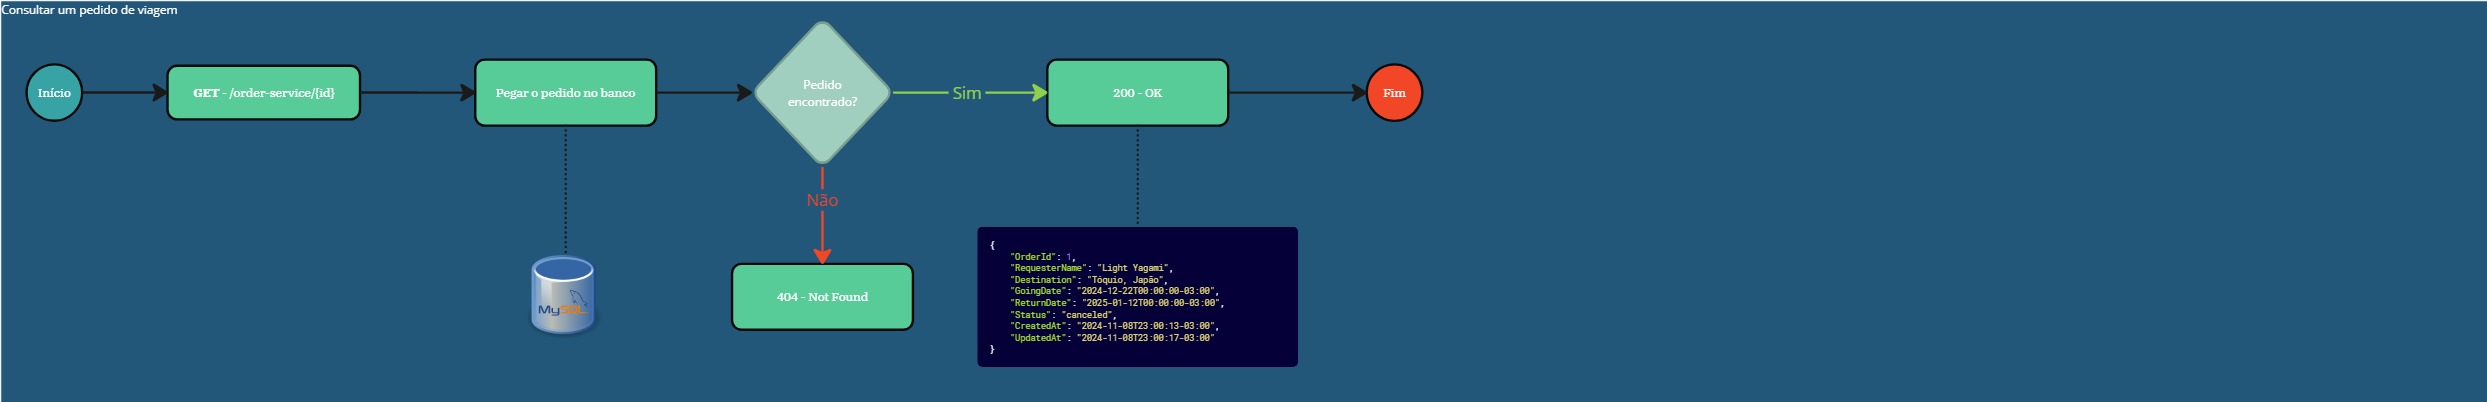 Consultar um pedido de viagem
Início
GET - /order-service/{id}
Pegar o pedido no banco
Pedido
encontrado?
Sim
200 - OK
Fim
Não
404 - Not Found
MySQL
{
"OrderId": 1,
"RequesterName": "Light Yagami",
"Destination": "Tóquio, Japão",
"GoingDate": "2024-12-22T00:00:00-03:00",
"ReturnDate": "2025-01-12T00:00:00-03:00",
"Status": "canceled",
"CreatedAt": "2024-11-08T23:00:13-03:00",
"UpdatedAt": "2024-11-08T23:00:17-03:00"
}